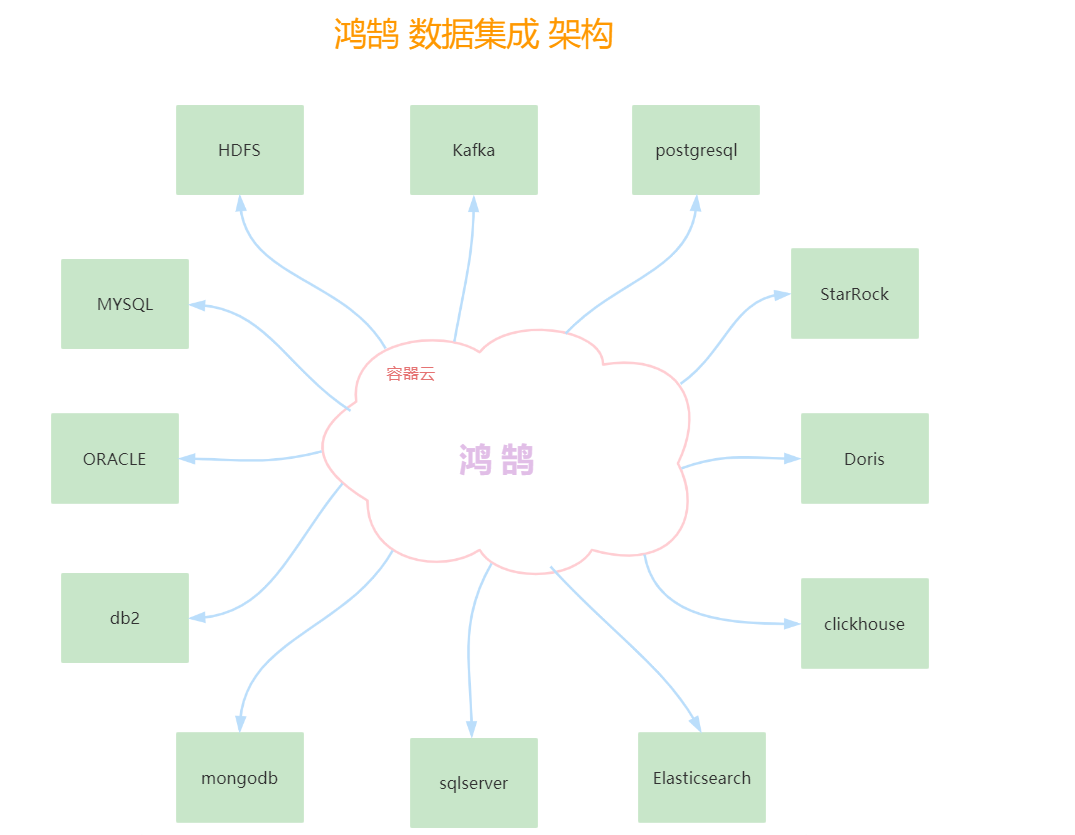 鸿鹄 数据集成 架构
HDFS
Kafka
postgresql
StarRock
MYSQL
容器云
鸿 鹄
ORACLE
Doris
db2
clickhouse
mongodb
sqlserver
Elasticsearch